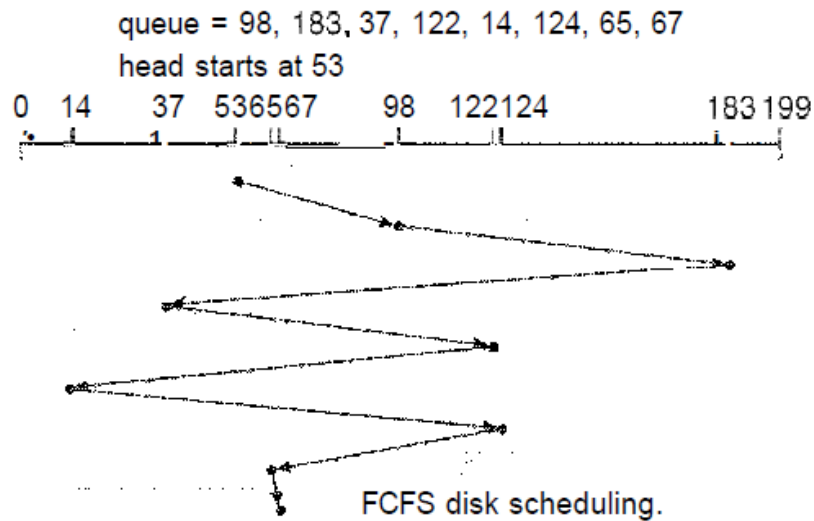 queue = 98, 183, 37, 122, 14, 124, 65, 67
head starts at 53
0 14 37 536567 98 122124 183199
FCFS disk scheduling.